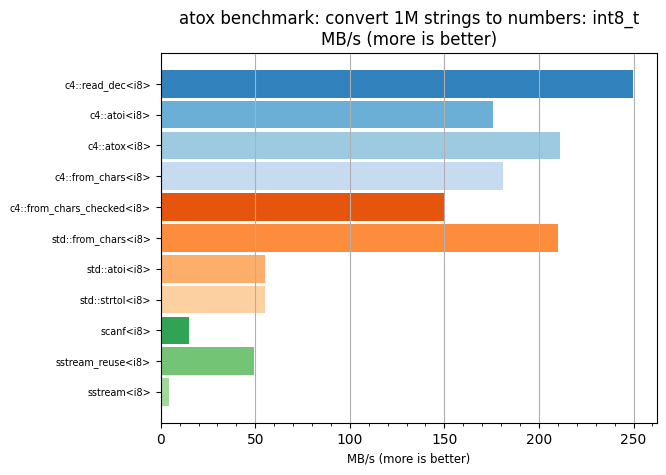 atox benchmark: convert 1M strings to numbers: int8_t
MB/s (more is better)
c4::read_dec<i8>
c4::atoi<i8>
c4::atox<i8>
c4::from_chars<i8>
c4::from_chars_checked<i8>
std::from_chars<i8>
std::atoi<i8>
std::strtol<i8>
scanf<i8>
sstream_reuse<i8>
sstream<i8>
0 50 100 150 200 250
MB/s (more is better)